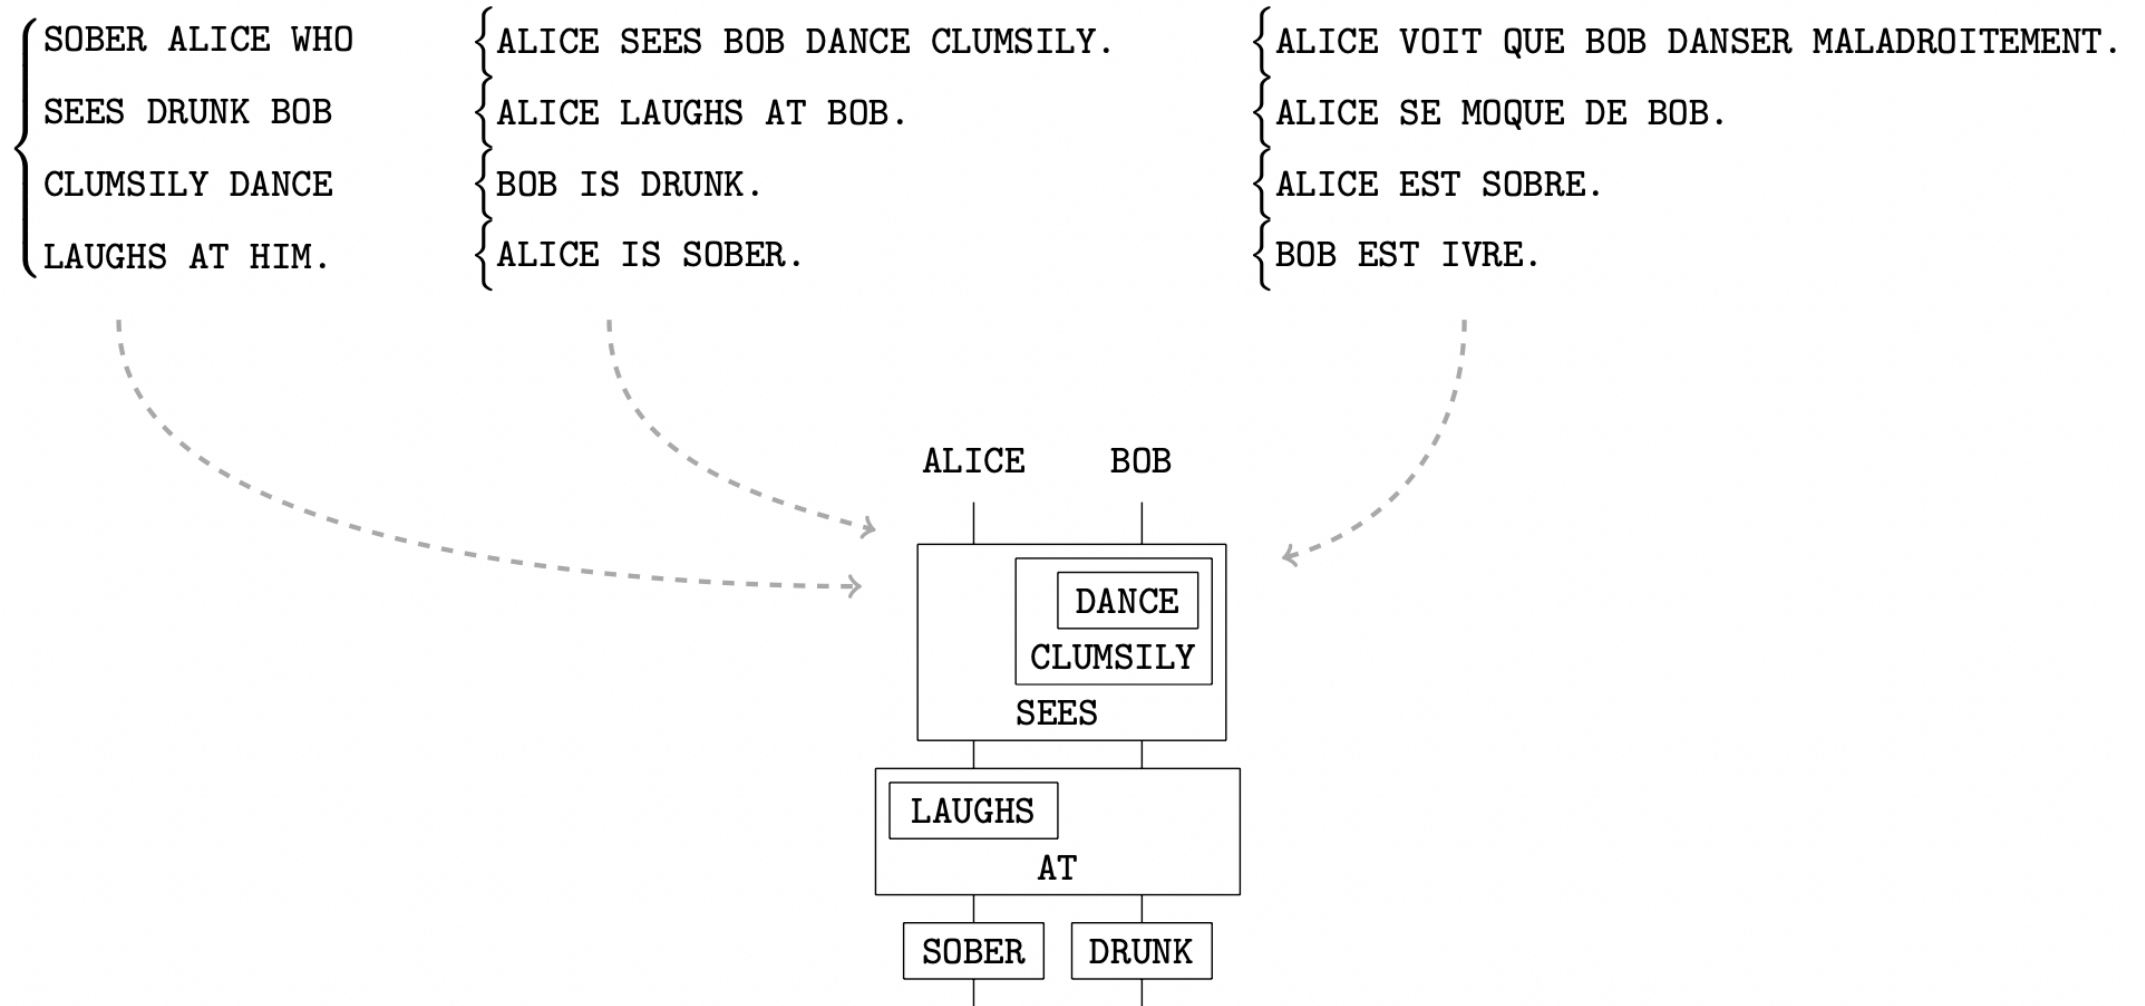 SOBER ALICE WHO
SEES DRUNK BOB
CLUMSILY DANCE
LAUGHS AT HIM.
ALICE SEES BOB DANCE CLUMSILY.
ALICE LAUGHS AT BOB.
BOB IS DRUNK.
ALICE IS SOBER.
ALICE VOIT QUE BOB DANSER MALADROITEMENT.
ALICE SE MOQUE DE BOB.
ALICE EST SOBRE.
BOB EST IVRE.
ALICE BOB
DANCE
CLUMSILY
SEES
LAUGHS
AT
SOBER DRUNK